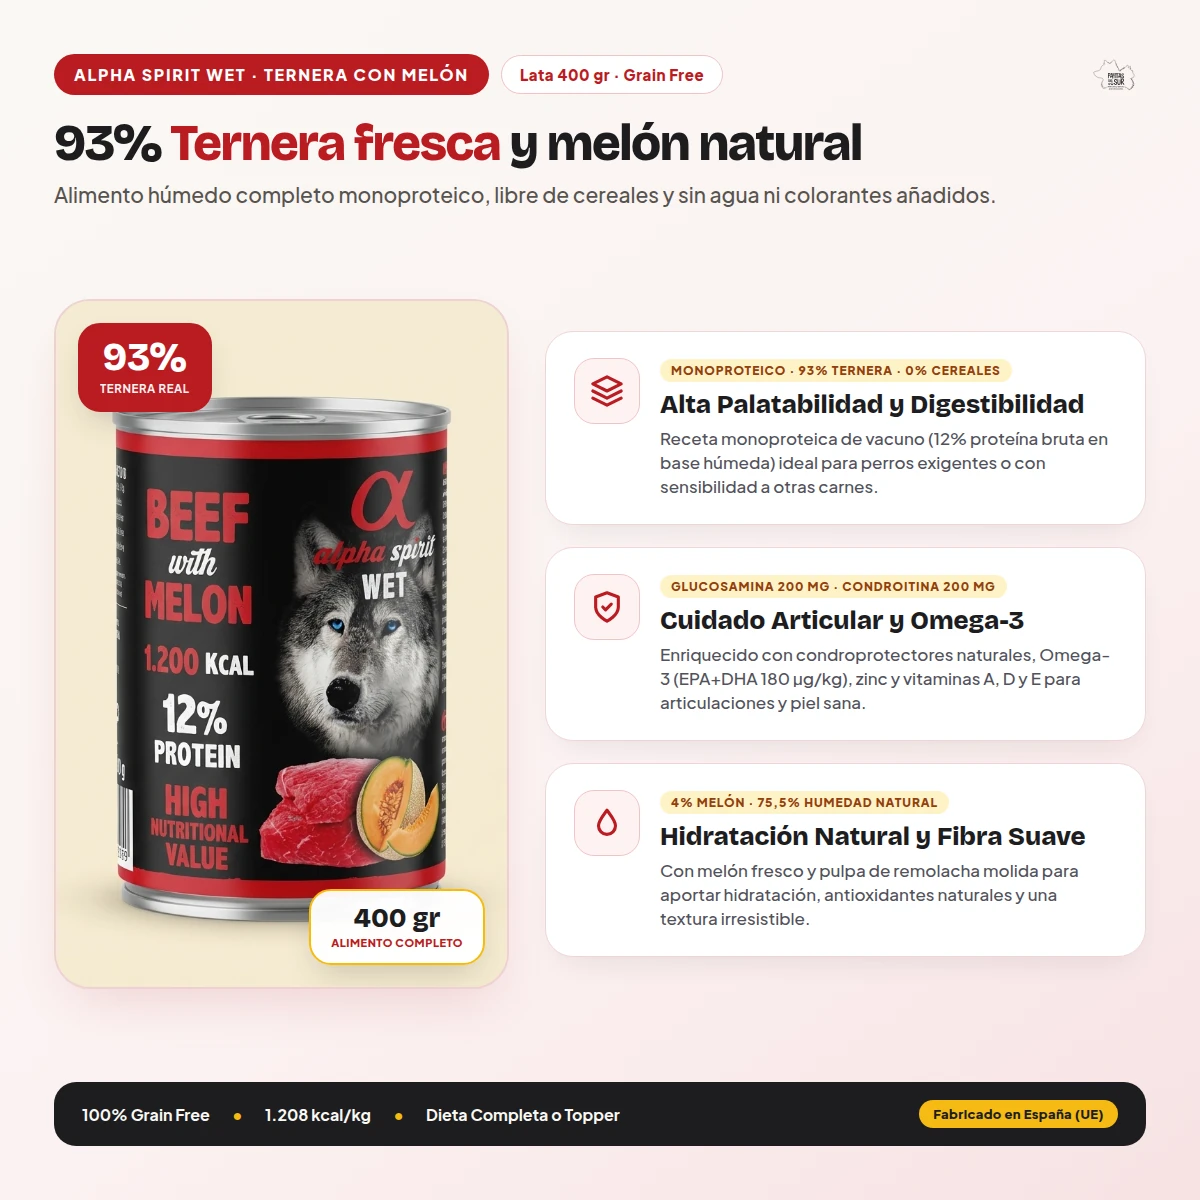 ALPHA SPIRIT WET · TERNERA CON MELÓN
Lata 400 gr · Grain Free
93% Ternera fresca y melón natural
Alimento húmedo completo monoproteico, libre de cereales y sin agua ni colorantes añadidos.
93%
TERNERA REAL
BEEF
with
MELON
1.200 KCAL
12%
PROTEIN
HIGH
NUTRITIONAL
VALUE
α
alpha spirit
WET
400 gr
ALIMENTO COMPLETO
MONOPROTEICO · 93% TERNERA · 0% CEREALES
Alta Palatabilidad y Digestibilidad
Receta monoproteica de vacuno (12% proteína bruta en
base húmeda) ideal para perros exigentes o con
sensibilidad a otras carnes.
GLUCOSAMINA 200 MG · CONDROITINA 200 MG
Cuidado Articular y Omega-3
Enriquecido con condroprotectores naturales, Omega-
3 (EPA+DHA 180 µg/kg), zinc y vitaminas A, D y E para
articulaciones y piel sana.
4% MELÓN · 75,5% HUMEDAD NATURAL
Hidratación Natural y Fibra Suave
Con melón fresco y pulpa de remolacha molida para
aportar hidratación, antioxidantes naturales y una
textura irresistible.
100% Grain Free • 1.208 kcal/kg • Dieta Completa o Topper
Fabricado en España (UE)